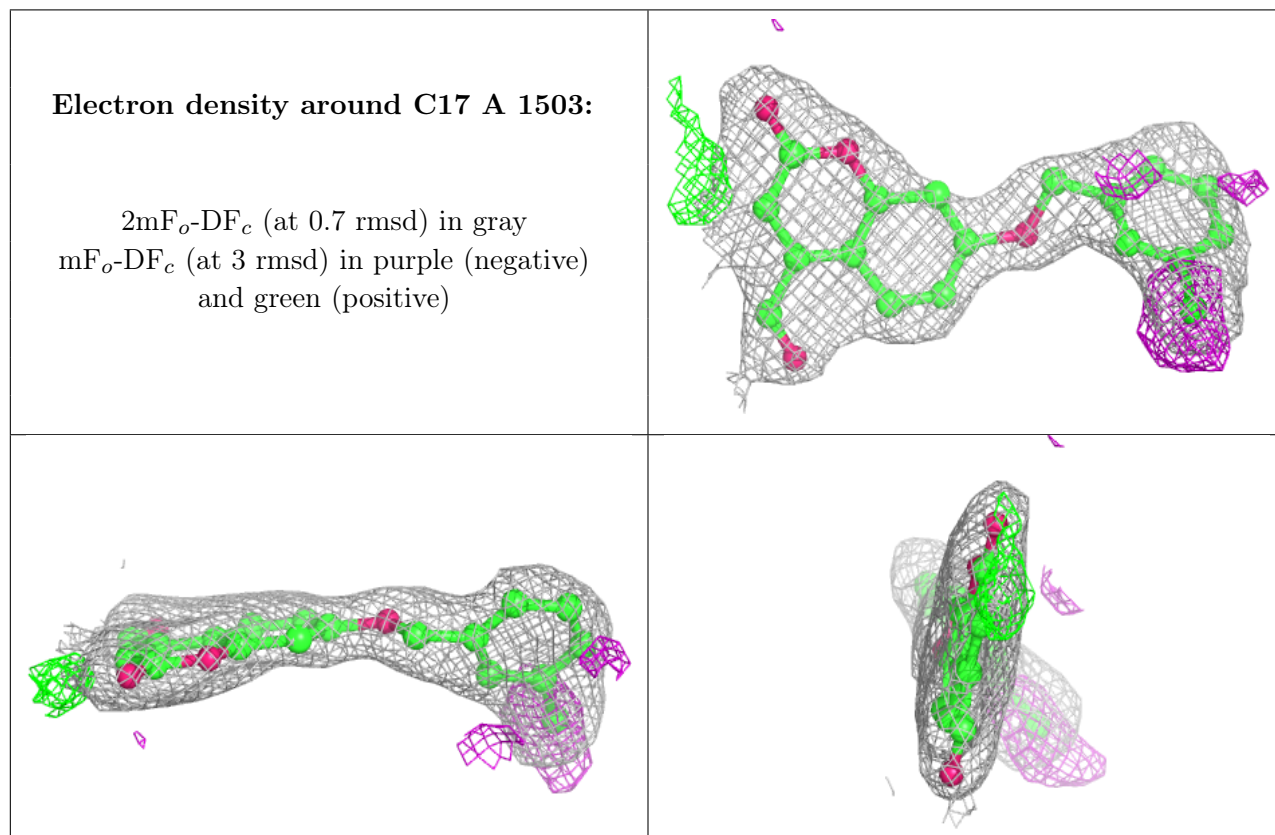 Electron density around C17 A 1503:
2mFo-DFc (at 0.7 rmsd) in gray
mFo-DFc (at 3 rmsd) in purple (negative)
and green (positive)